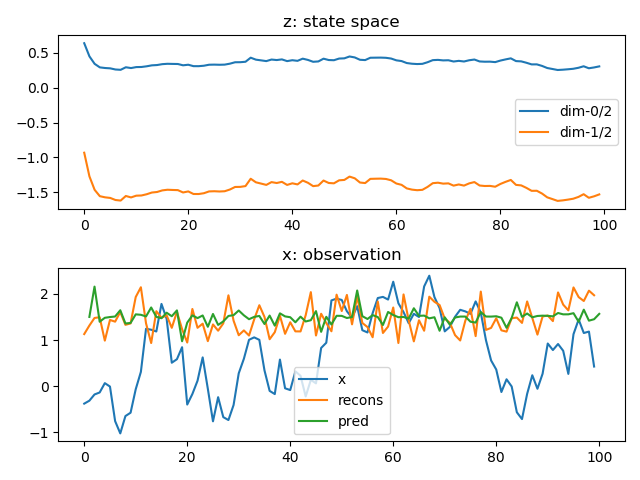 z: state space
0.5
0.0
−0.5
−1.0
−1.5
dim-0/2
dim-1/2
0 20 40 60 80 100
x: observation
2
1
0
−1
x
recons
pred
0 20 40 60 80 100